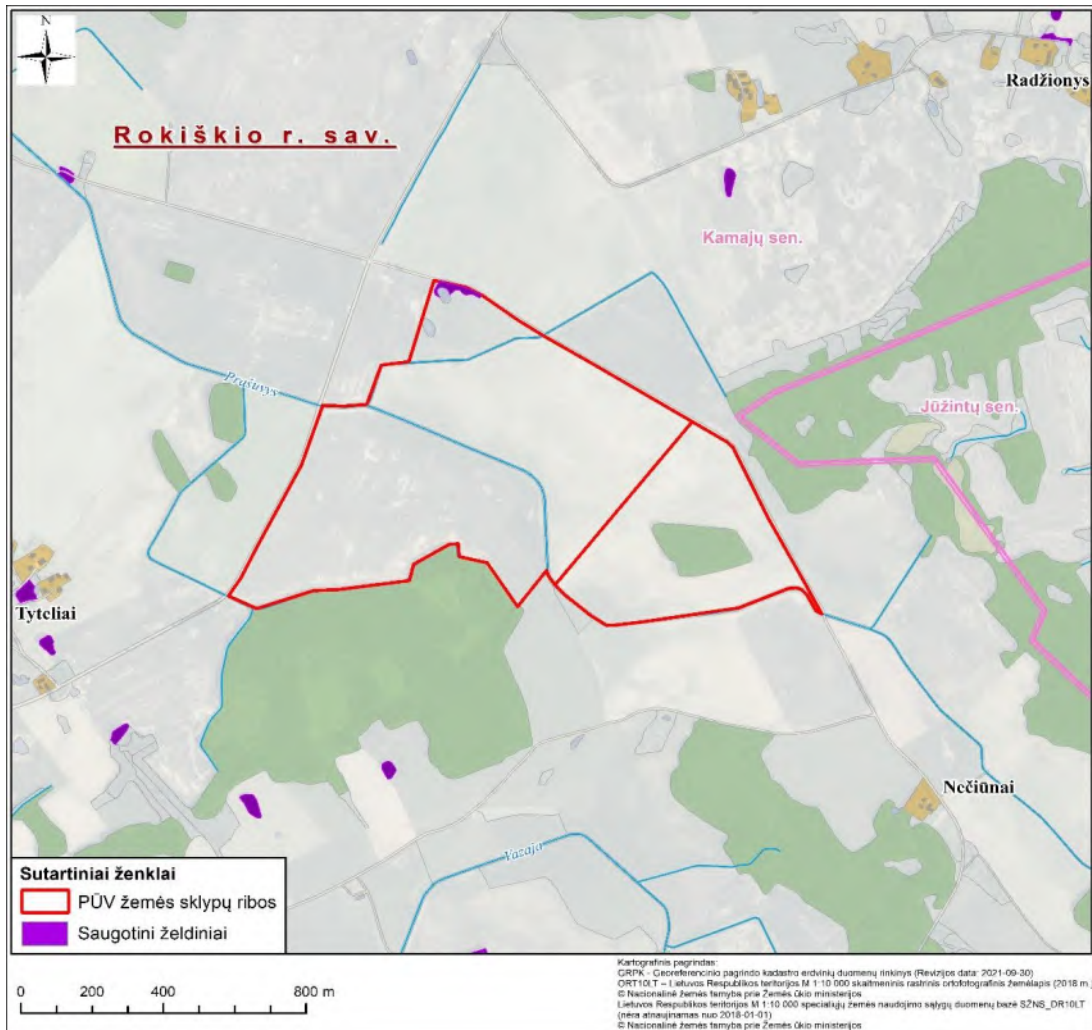 N
Radžionys
Rokiškio r. sav.
Kamajų sen.
Jūžintų sen.
Tyteliai
Nečiūnai
Vazaja
Sutartiniai ženklai
PŪV žemės sklypų ribos
Saugotini želdiniai
0 200 400 800 m
Kartografinis pagrindas:
GRPK - Georeferencinio pagrindo kadastro erdvinių duomenų rinkinys (Revizijos data: 2021-09-30)
ORT10LT – Lietuvos Respublikos teritorijos M 1:10 000 skaitmeninis rastrinis ortofotografinis žemėlapis (2018 m.)
© Nacionalinė žemės tarnyba prie Žemės ūkio ministerijos
Lietuvos Respublikos teritorijos M 1:10 000 specialiųjų žemės naudojimo sąlygų duomenų bazė SŽNS_DR10LT
(nėra atnaujinamas nuo 2018-01-01)
© Nacionalinė žemės tarnyba prie Žemės ūkio ministerijos